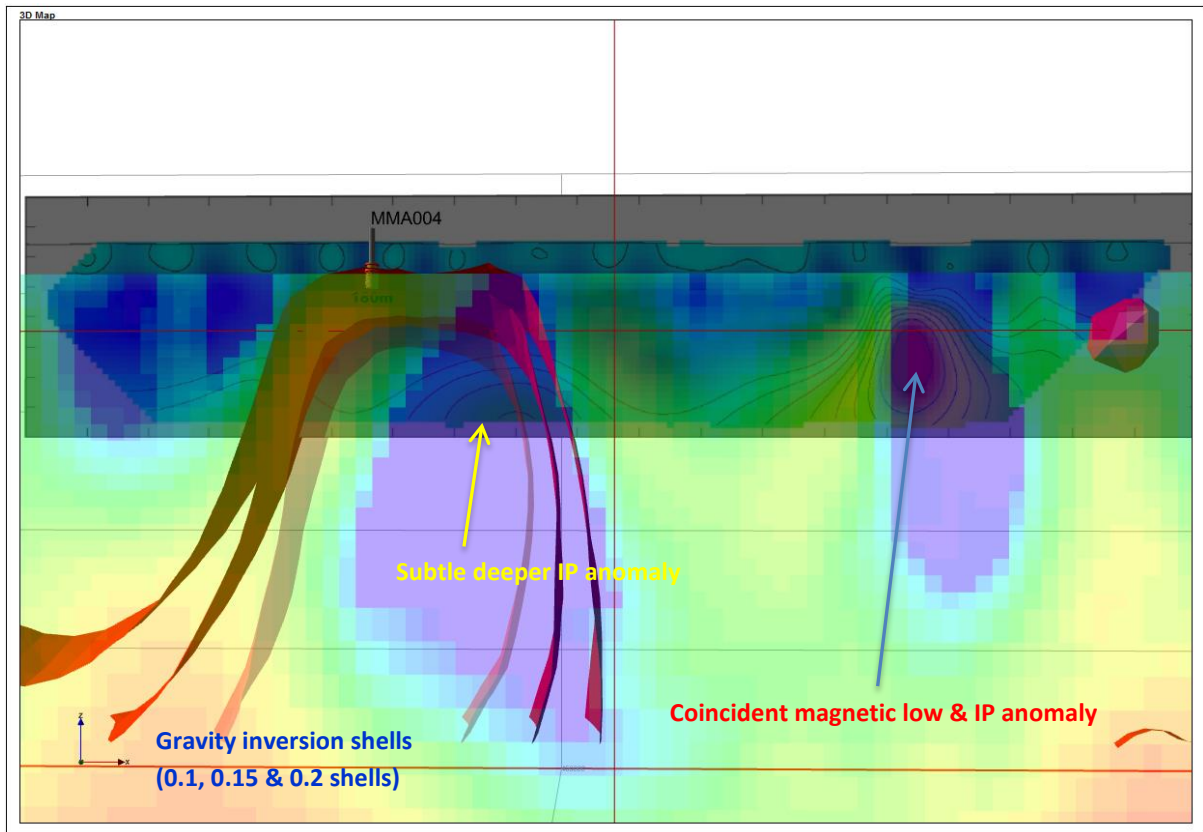 3D Map
MMA004
180m
Subtle deeper IP anomaly
Coincident magnetic low & IP anomaly
Gravity inversion shells
(0.1, 0.15 & 0.2 shells)
z
x